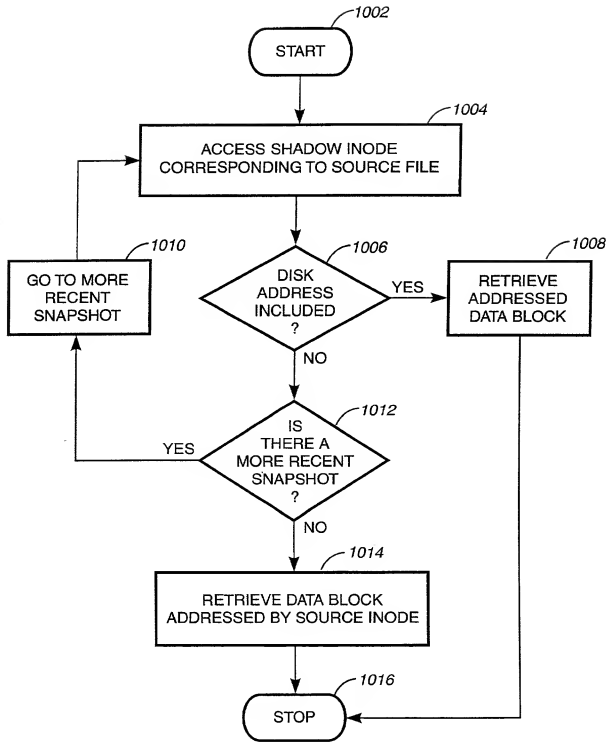 1002
START
1004
ACCESS SHADOW INODE
CORRESPONDING TO SOURCE FILE
1010
GO TO MORE
RECENT
SNAPSHOT
1006
DISK
ADDRESS
INCLUDED
?
YES
1008
RETRIEVE
ADDRESSED
DATA BLOCK
NO
1012
IS
THERE A
MORE RECENT
SNAPSHOT
?
YES
NO
1014
RETRIEVE DATA BLOCK
ADDRESSED BY SOURCE INODE
1016
STOP